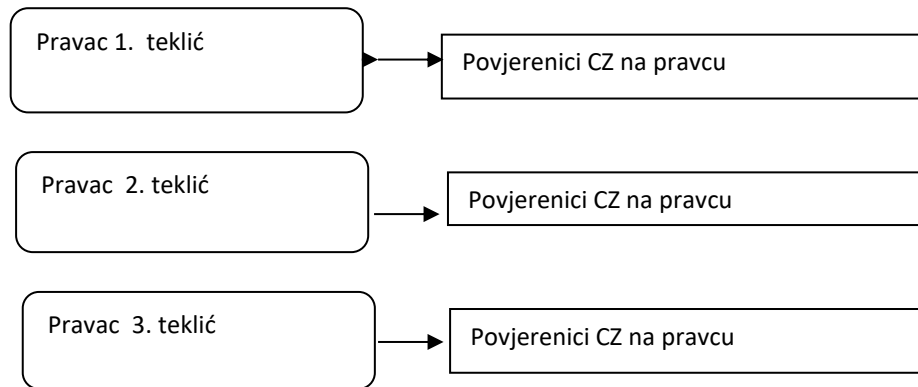 Pravac 1.  teklić
Povjerenici CZ na pravcu
Pravac  2. teklić
Povjerenici CZ na pravcu
Pravac  3. teklić
Povjerenici CZ na pravcu